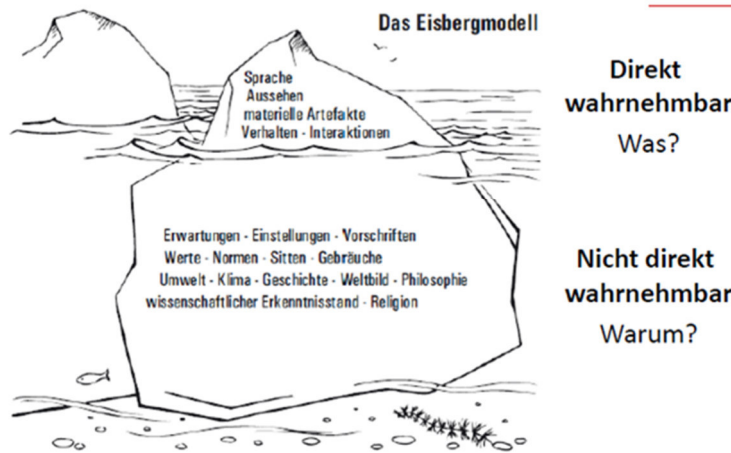 Das Eisbergmodell
Sprache
Aussehen
materielle Artefakte
Verhalten - Interaktionen
Direkt
wahrnehmbar
Was?
Erwartungen - Einstellungen - Vorschriften
Werte - Normen - Sitten - Gebräuche
Umwelt - Klima - Geschichte - Weltbild - Philosophie
wissenschaftlicher Erkenntnisstand - Religion
Nicht direkt
wahrnehmbar
Warum?